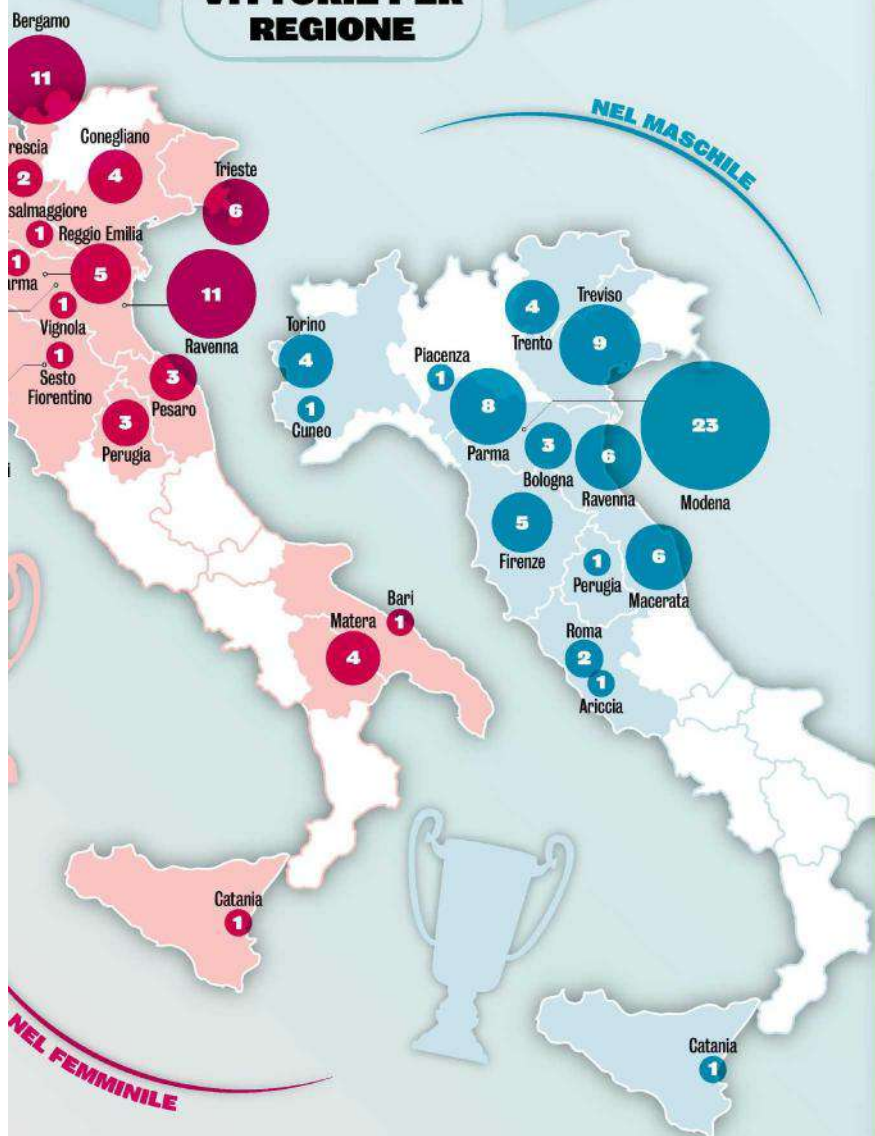 VITTORIE PER
REGIONE
NEL MASCHILE
Bergamo
11
rescia
2
Conegliano
4
Trieste
6
salmaggiore
1
Reggio Emilia
5
1
arma
1
Vignola
11
Ravenna
1
Sesto
Fiorentino
3
Pesaro
3
Perugia
i
Bari
1
Matera
4
Catania
1
NEL FEMMINILE
Torino
4
1
Cuneo
Piacenza
1
4
Trento
Treviso
9
8
Parma
3
Bologna
6
Ravenna
23
Modena
5
Firenze
1
Perugia
6
Macerata
Roma
2
1
Ariccia
Catania
1